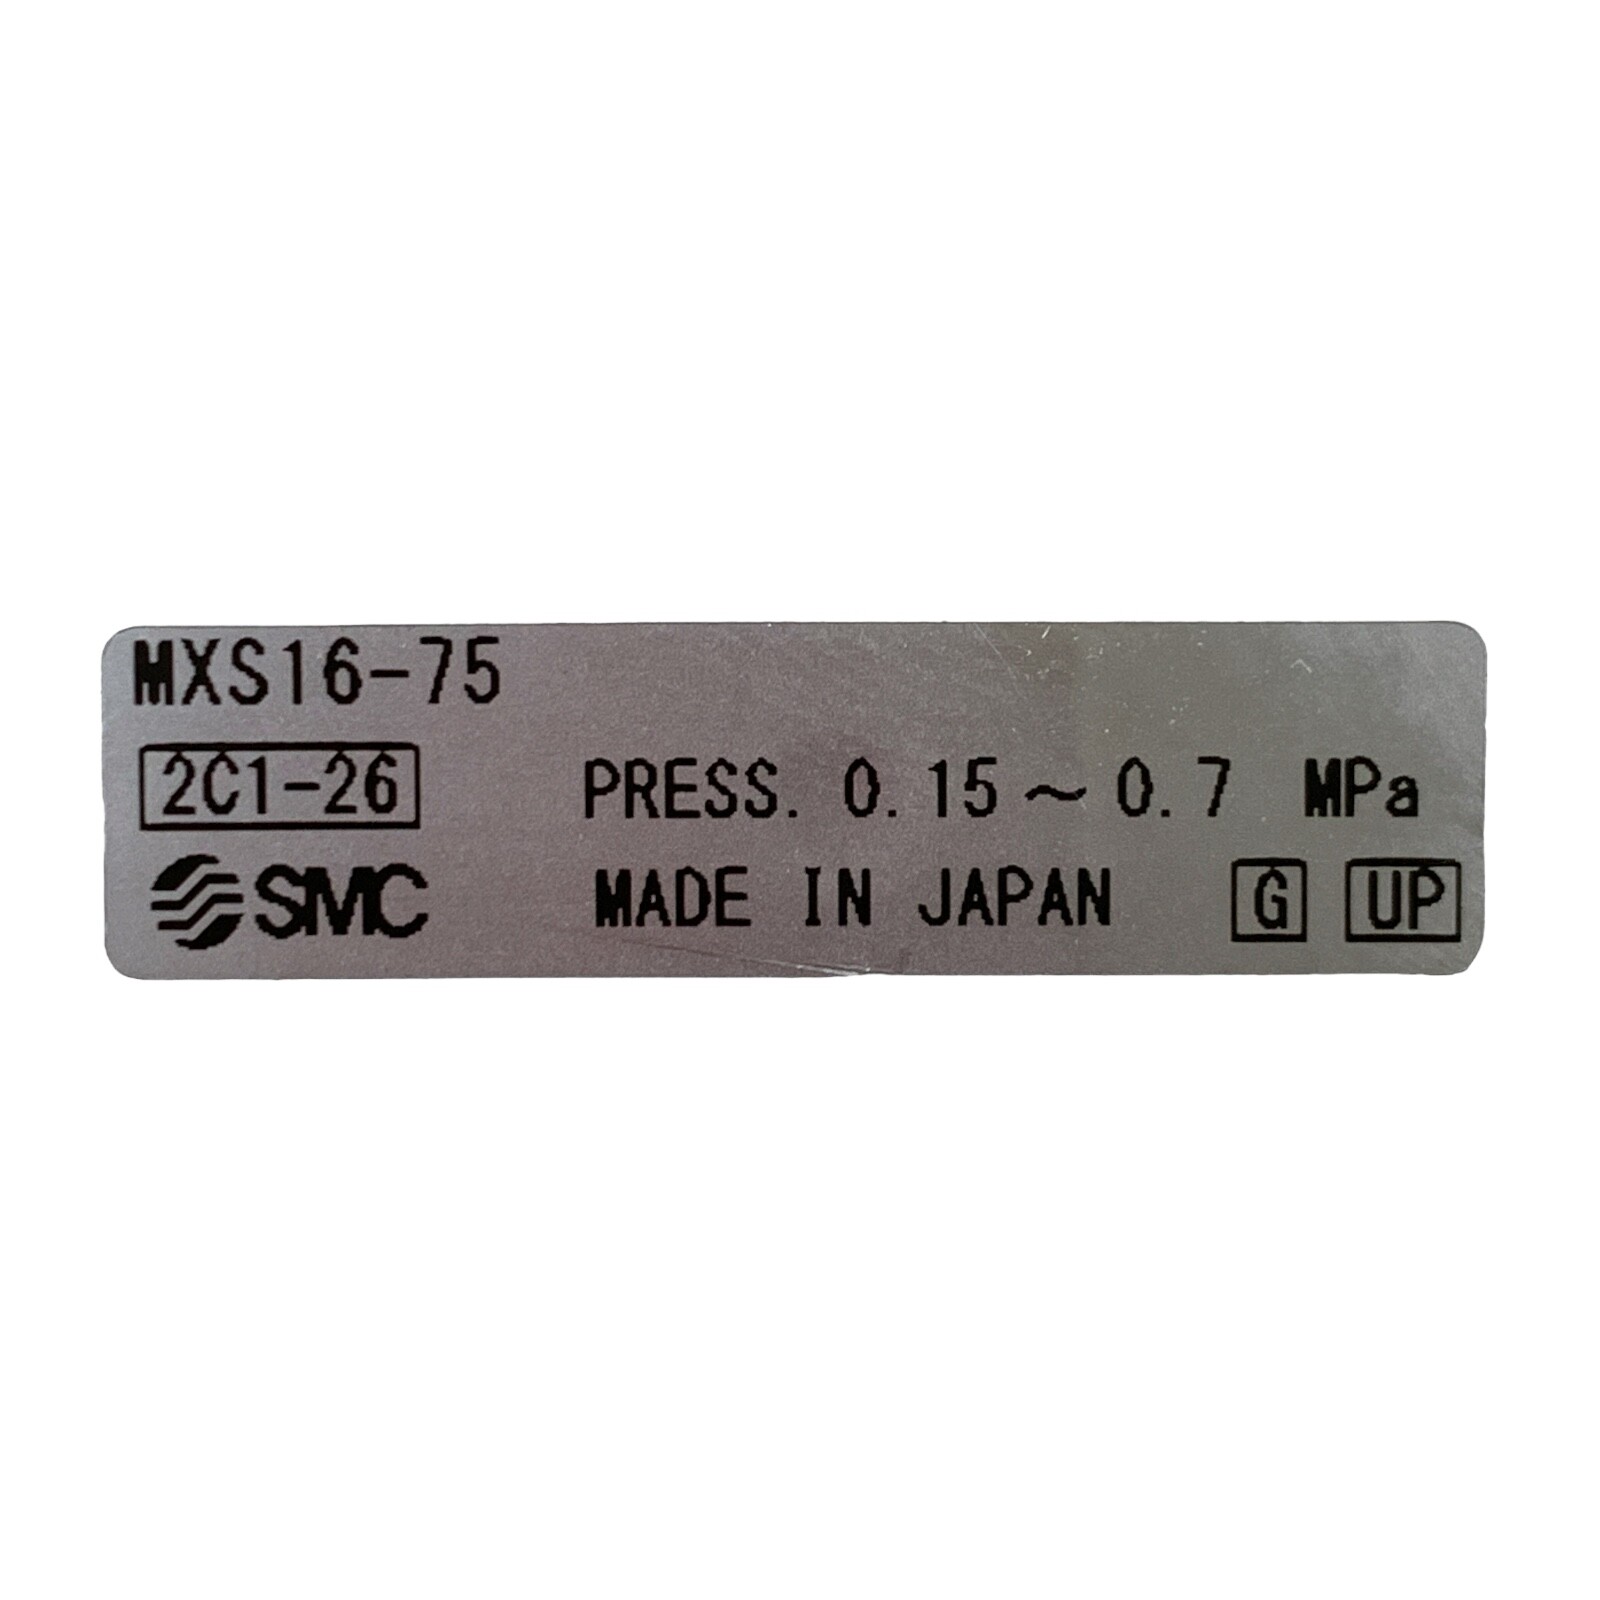 MXS16-75
2C1-26 PRESS. 0.15～0.7 MPa
SMC MADE IN JAPAN G UP